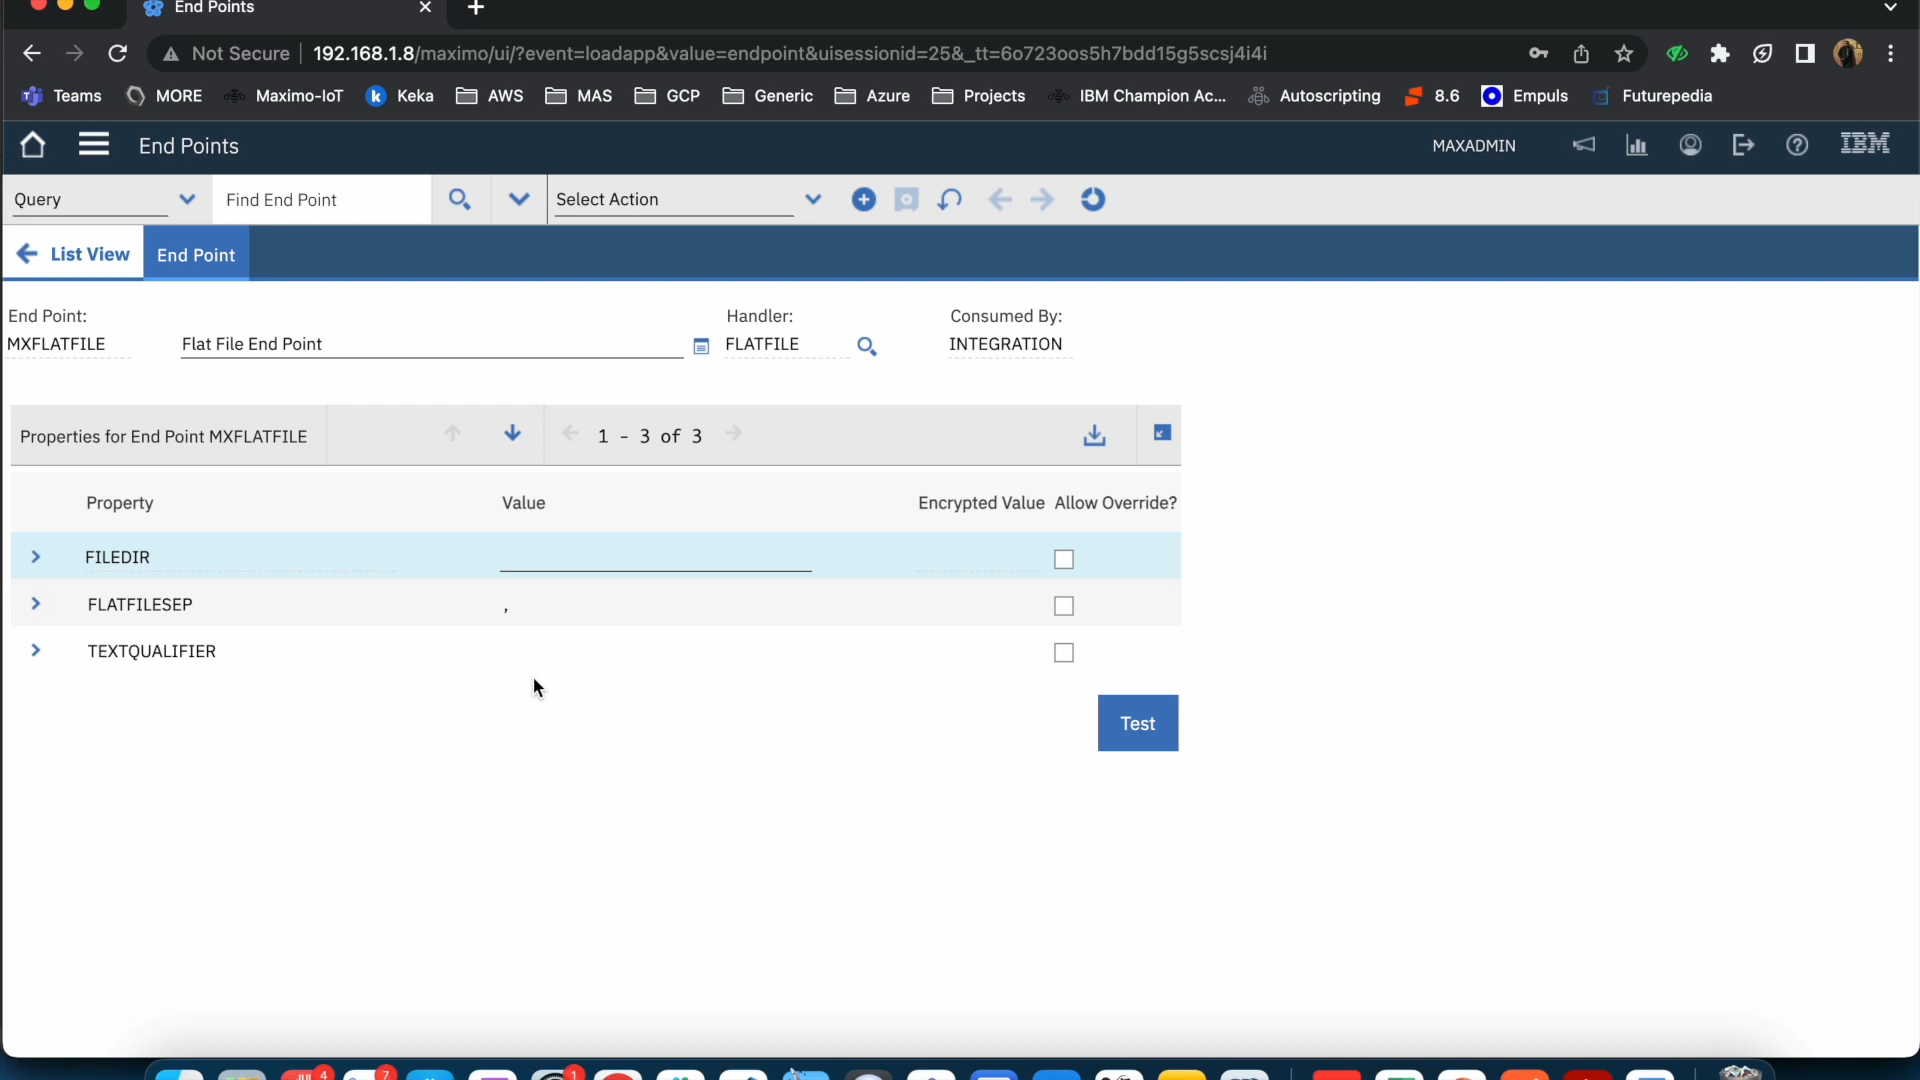 End Points
Not Secure 192.168.1.8/maximo/ui/?event=loadapp&value=endpoint&uisessionid=25&_tt=6o723oos5h7bdd15g5scsj4i4i
Teams MORE Maximo-IoT Keka AWS MAS GCP Generic Azure Projects IBM Champion Ac... Autoscripting 8.6 Empuls Futurepedia
End Points MAXADMIN IBM
Query Find End Point Select Action
List View End Point
End Point: Handler: Consumed By:
MXFLATFILE Flat File End Point FLATFILE INTEGRATION
Properties for End Point MXFLATFILE 1 - 3 of 3
Property Value Encrypted Value Allow Override?
FILEDIR
FLATFILESEP ,
TEXTQUALIFIER
Test
4 7 1